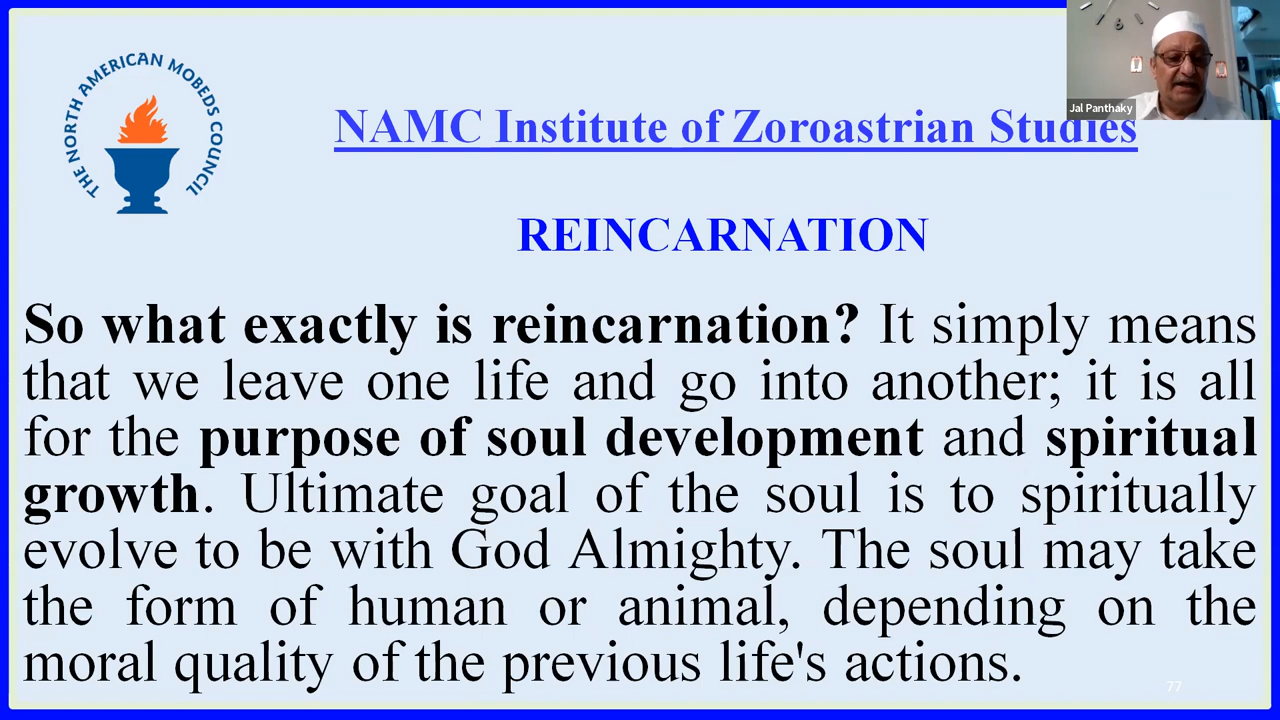 THE NORTH AMERICAN MOBEDS COUNCIL
Jal Panthaky
NAMC Institute of Zoroastrian Studies
REINCARNATION
So what exactly is reincarnation? It simply means
that we leave one life and go into another; it is all
for the purpose of soul development and spiritual
growth. Ultimate goal of the soul is to spiritually
evolve to be with God Almighty. The soul may take
the form of human or animal, depending on the
moral quality of the previous life's actions.
77